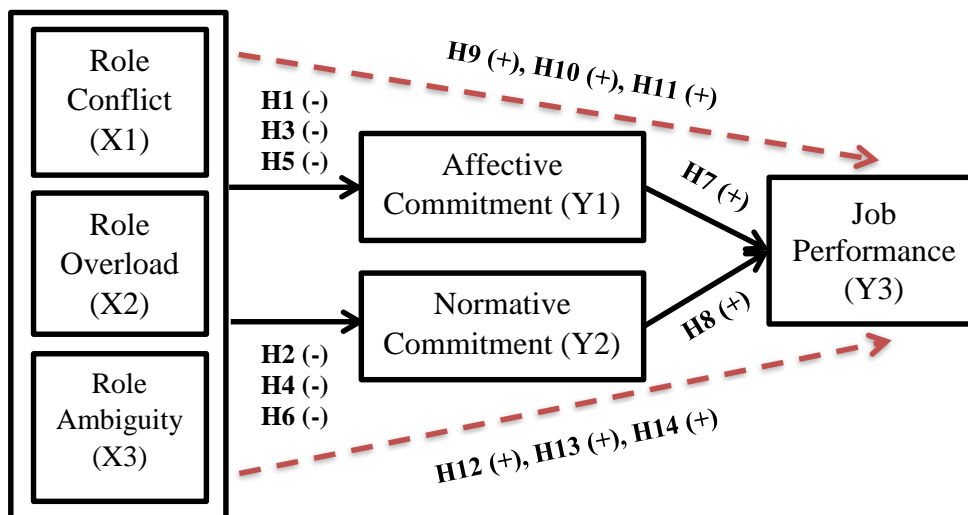 Role
Conflict
(X1)
Role
Overload
(X2)
Role
Ambiguity
(X3)
H1 (-)
H3 (-)
H5 (-)
H2 (-)
H4 (-)
H6 (-)
Affective
Commitment (Y1)
Normative
Commitment (Y2)
H9 (+), H10 (+), H11 (+)
H7 (+)
H8 (+)
H12 (+), H13 (+), H14 (+)
Job
Performance
(Y3)